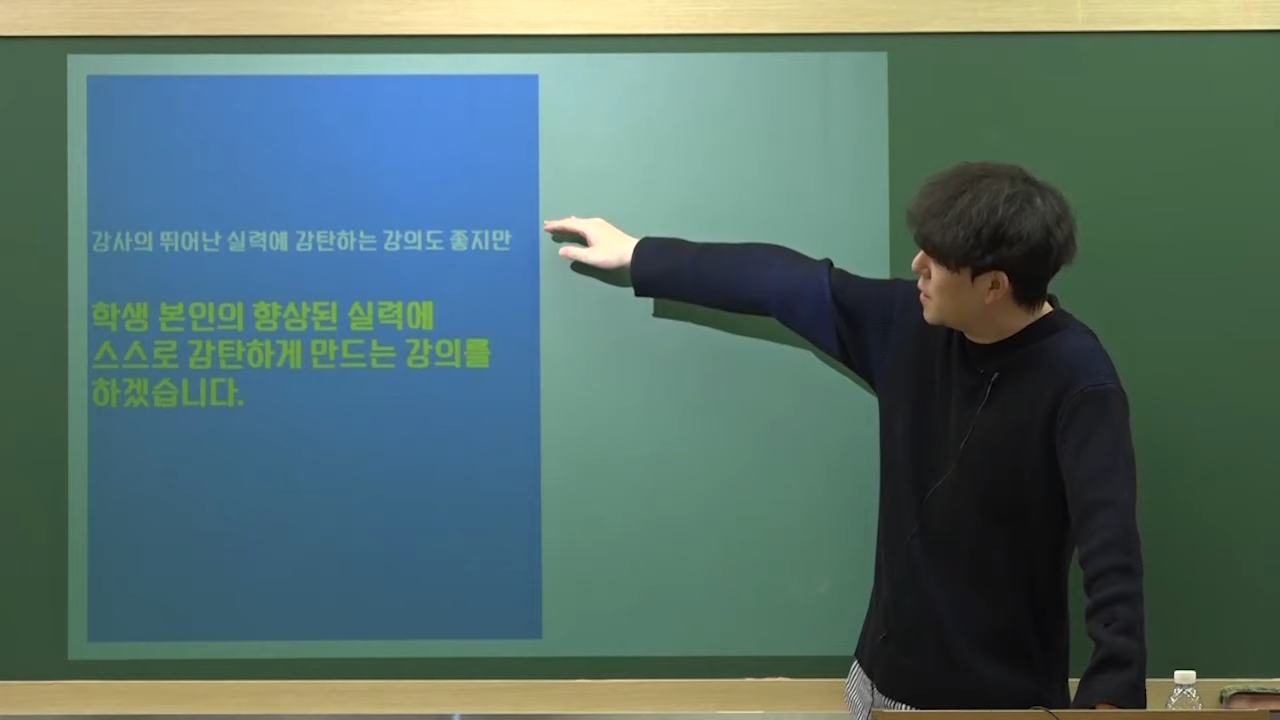 강사의 뛰어난 실력에 감탄하는 강의도 좋지만
학생 본인의 향상된 실력에
스스로 감탄하게 만드는 강의를
하겠습니다.